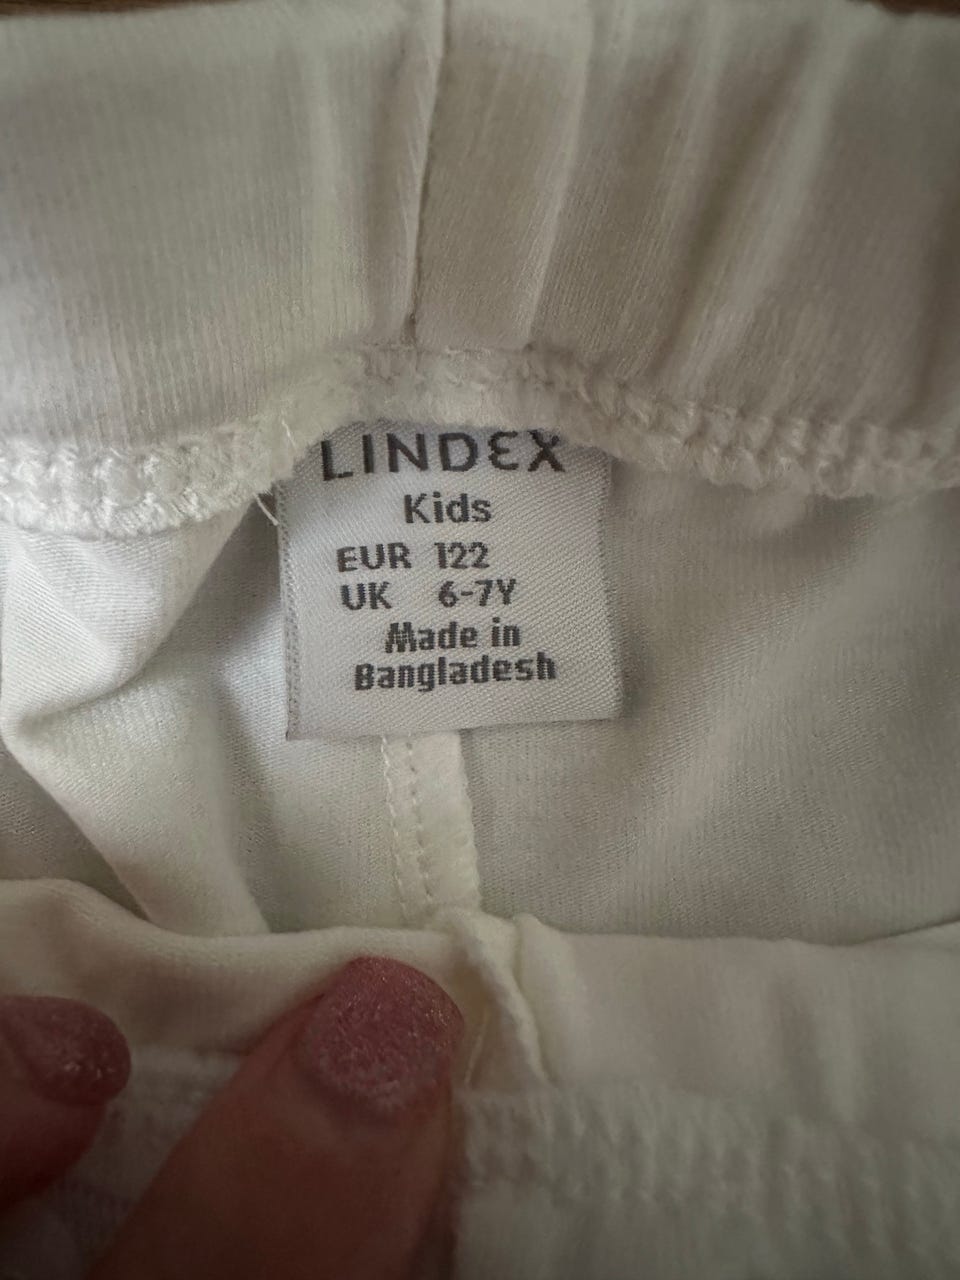 LINDEX
Kids
EUR 122
UK 6-7Y
Made in
Bangladesh